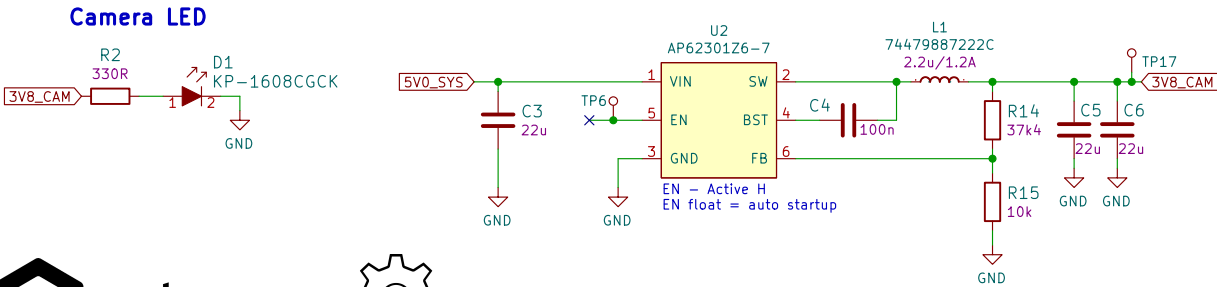 Camera LED
R2
330R
3V8_CAM
D1
KP-1608CGCK
1
2
GND
5V0_SYS
C3
22u
GND
TP6
U2
AP62301Z6-7
1 VIN
SW 2
5 EN
BST 4
3 GND
FB 6
GND
EN - Active H
EN float = auto startup
C4
100n
L1
74479887222C
2.2u/1.2A
R14
37k4
R15
10k
GND
C5
22u
GND
C6
22u
GND
TP17
3V8_CAM